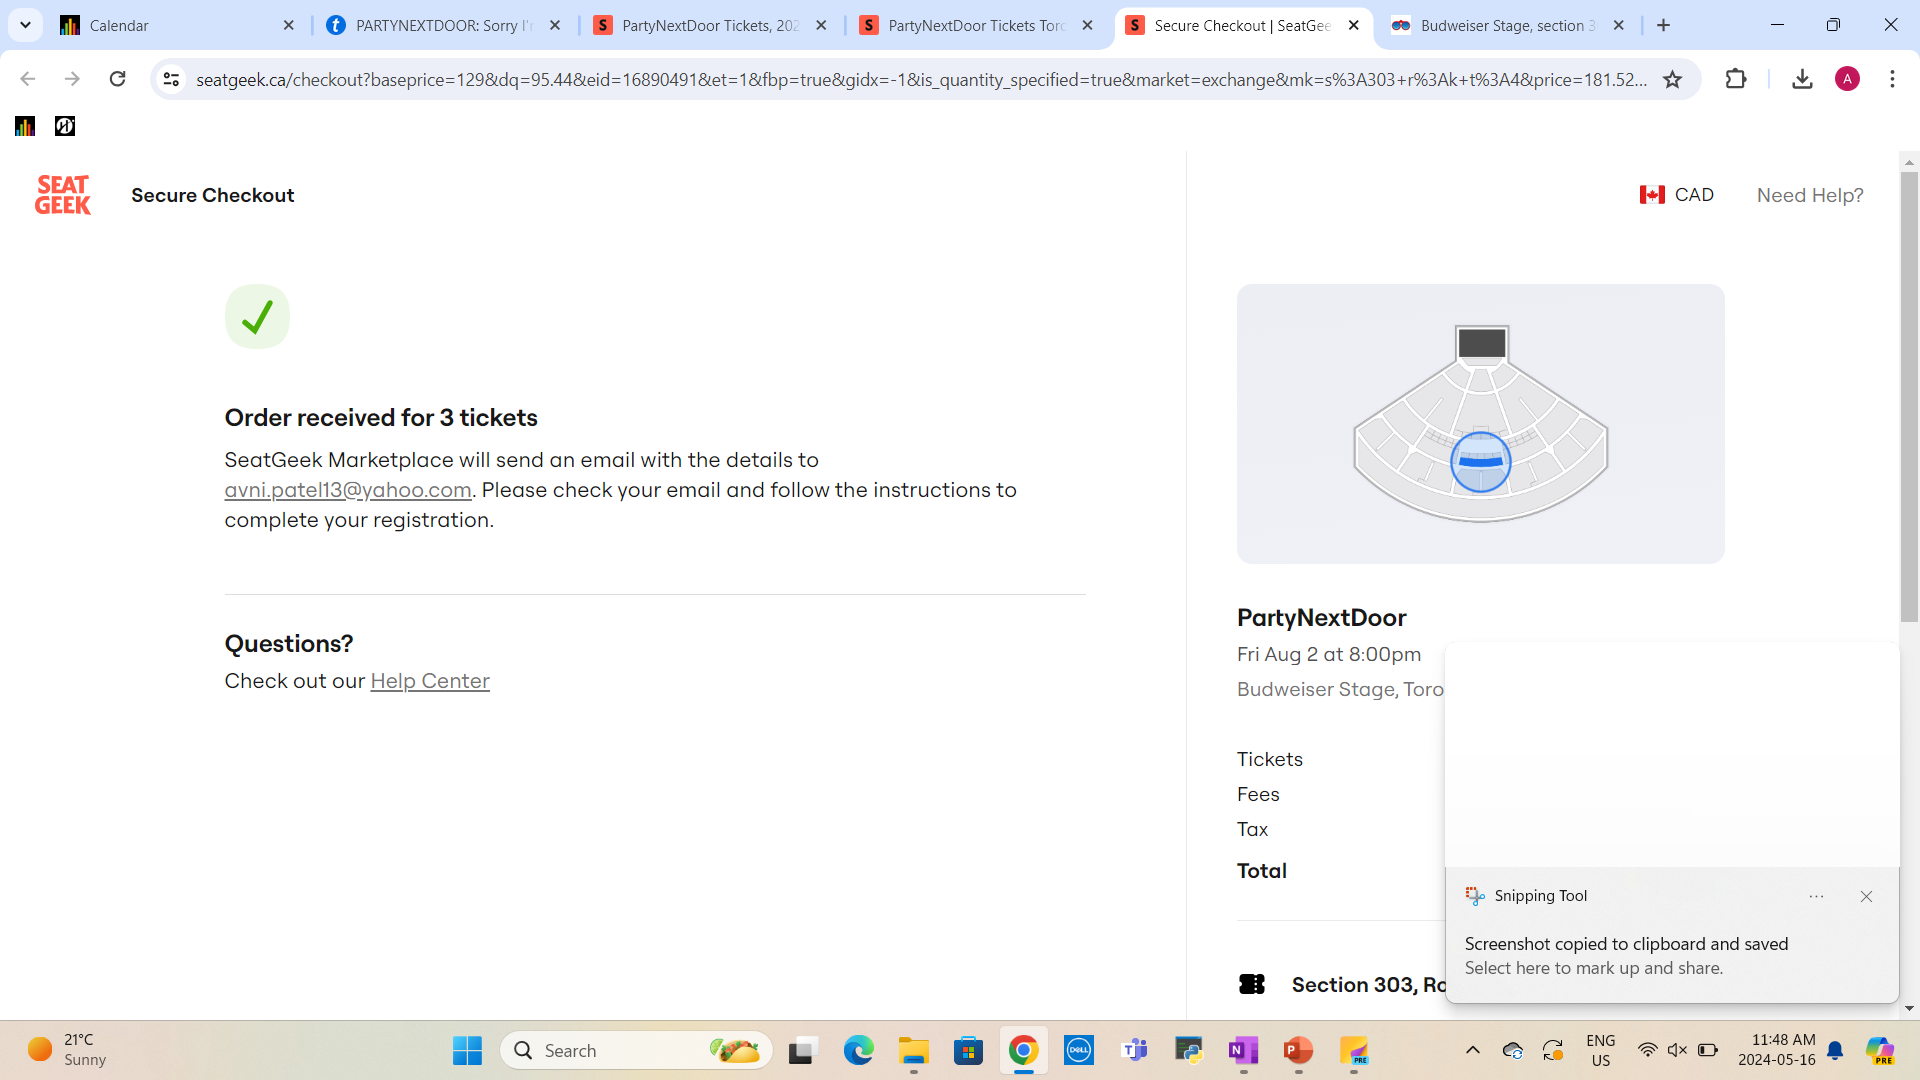 Calendar
PARTYNEXTDOOR: Sorry I'm
PartyNextDoor Tickets, 202
PartyNextDoor Tickets Toro
Secure Checkout | SeatGee
Budweiser Stage, section 3
seatgeek.ca/checkout?baseprice=129&dq=95.44&eid=16890491&et=1&fbp=true&gidx=-1&is_quantity_specified=true&market=exchange&mk=s%3A303+r%3Ak+t%3A4&price=181.52...
A
SEAT
GEEK
Secure Checkout
CAD
Need Help?
Order received for 3 tickets
SeatGeek Marketplace will send an email with the details to
avni.patel13@yahoo.com. Please check your email and follow the instructions to
complete your registration.
Questions?
Check out our Help Center
PartyNextDoor
Fri Aug 2 at 8:00pm
Budweiser Stage, Toro
Tickets
Fees
Tax
Total
Section 303, Ro
Snipping Tool
Screenshot copied to clipboard and saved
Select here to mark up and share.
21°C
Sunny
Search
DELL
PRE
ENG
US
11:48 AM
2024-05-16
PRE